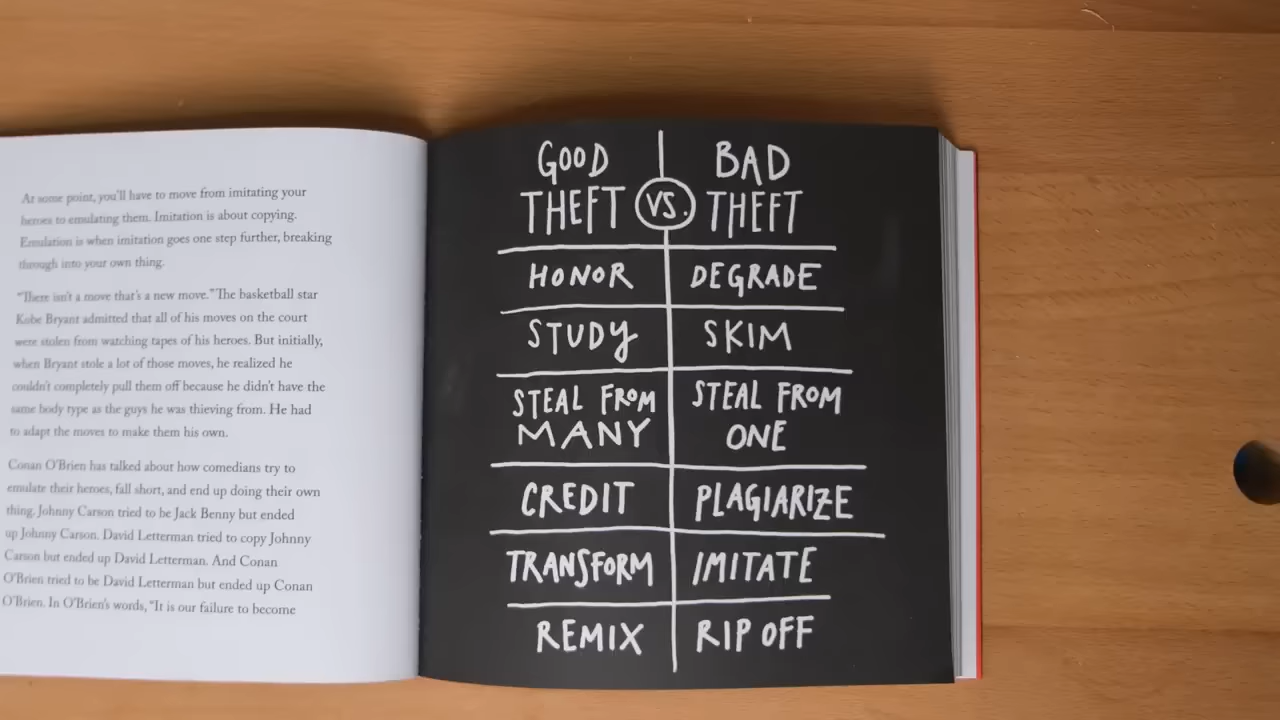 At some point, you'll have to move from imitating your
heroes to emulating them. Imitation is about copying.
Emulation is when imitation goes one step further, breaking
through into your own thing.
"There isn't a move that's a new move." The basketball star
Kobe Bryant admitted that all of his moves on the court
were stolen from watching tapes of his heroes. But initially,
when Bryant stole a lot of those moves, he realized he
couldn't completely pull them off because he didn't have the
same body type as the guys he was thieving from. He had
to adapt the moves to make them his own.
Conan O'Brien has talked about how comedians try to
emulate their heroes, fall short, and end up doing their own
thing. Johnny Carson tried to be Jack Benny but ended
up Johnny Carson. David Letterman tried to copy Johnny
Carson but ended up David Letterman. And Conan
O'Brien tried to be David Letterman but ended up Conan
O'Brien. In O'Brien's words, "It is our failure to become
GOOD THEFT VS. BAD THEFT
HONOR DEGRADE
STUDY SKIM
STEAL FROM MANY STEAL FROM ONE
CREDIT PLAGIARIZE
TRANSFORM IMITATE
REMIX RIP OFF